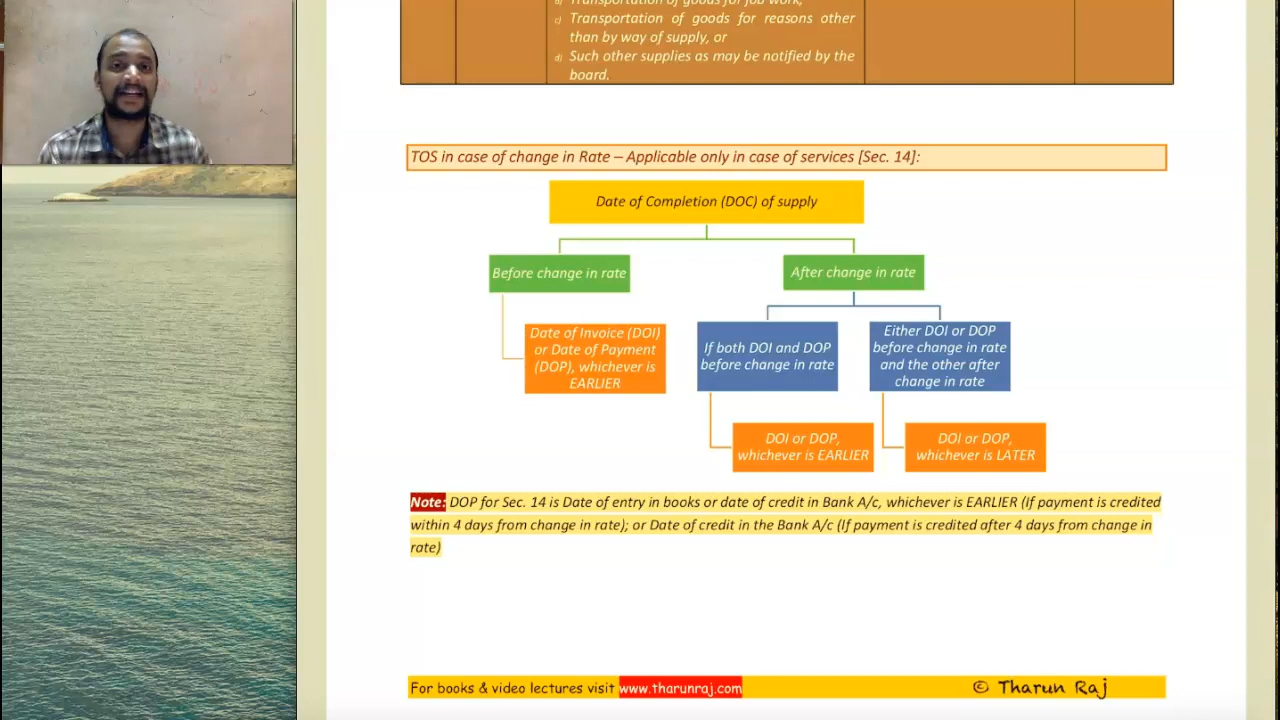 b) Transportation of goods for job work,
c) Transportation of goods for reasons other
than by way of supply, or
d) Such other supplies as may be notified by the
board.
TOS in case of change in Rate – Applicable only in case of services [Sec. 14]:
Date of Completion (DOC) of supply
Before change in rate
After change in rate
Date of Invoice (DOI)
or Date of Payment
(DOP), whichever is
EARLIER
If both DOI and DOP
before change in rate
Either DOI or DOP
before change in rate
and the other after
change in rate
DOI or DOP,
whichever is EARLIER
DOI or DOP,
whichever is LATER
Note: DOP for Sec. 14 is Date of entry in books or date of credit in Bank A/c, whichever is EARLIER (If payment is credited
within 4 days from change in rate); or Date of credit in the Bank A/c (If payment is credited after 4 days from change in
rate)
For books & video lectures visit www.tharunraj.com
© Tharun Raj